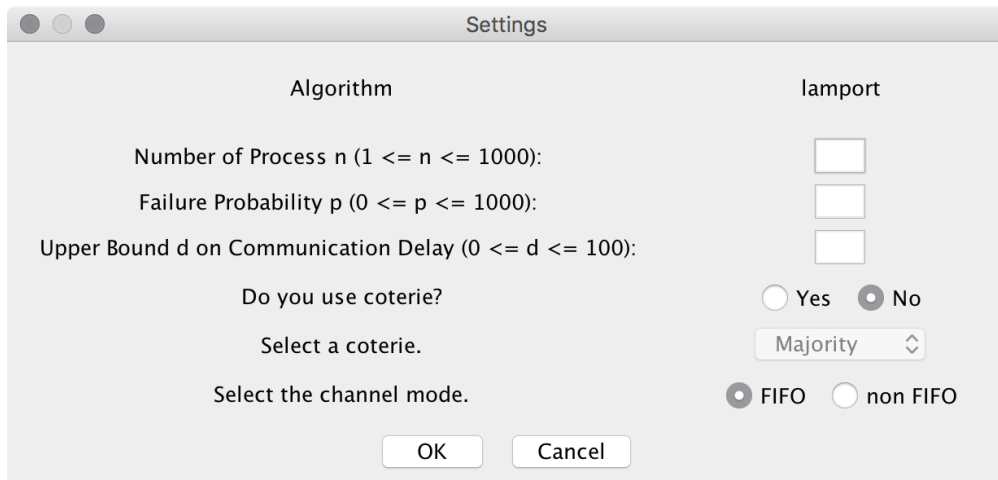 Settings
Algorithm lamport
Number of Process n (1 <= n <= 1000):
Failure Probability p (0 <= p <= 1000):
Upper Bound d on Communication Delay (0 <= d <= 100):
Do you use coterie? Yes No
Select a coterie. Majority
Select the channel mode. FIFO non FIFO
OK Cancel